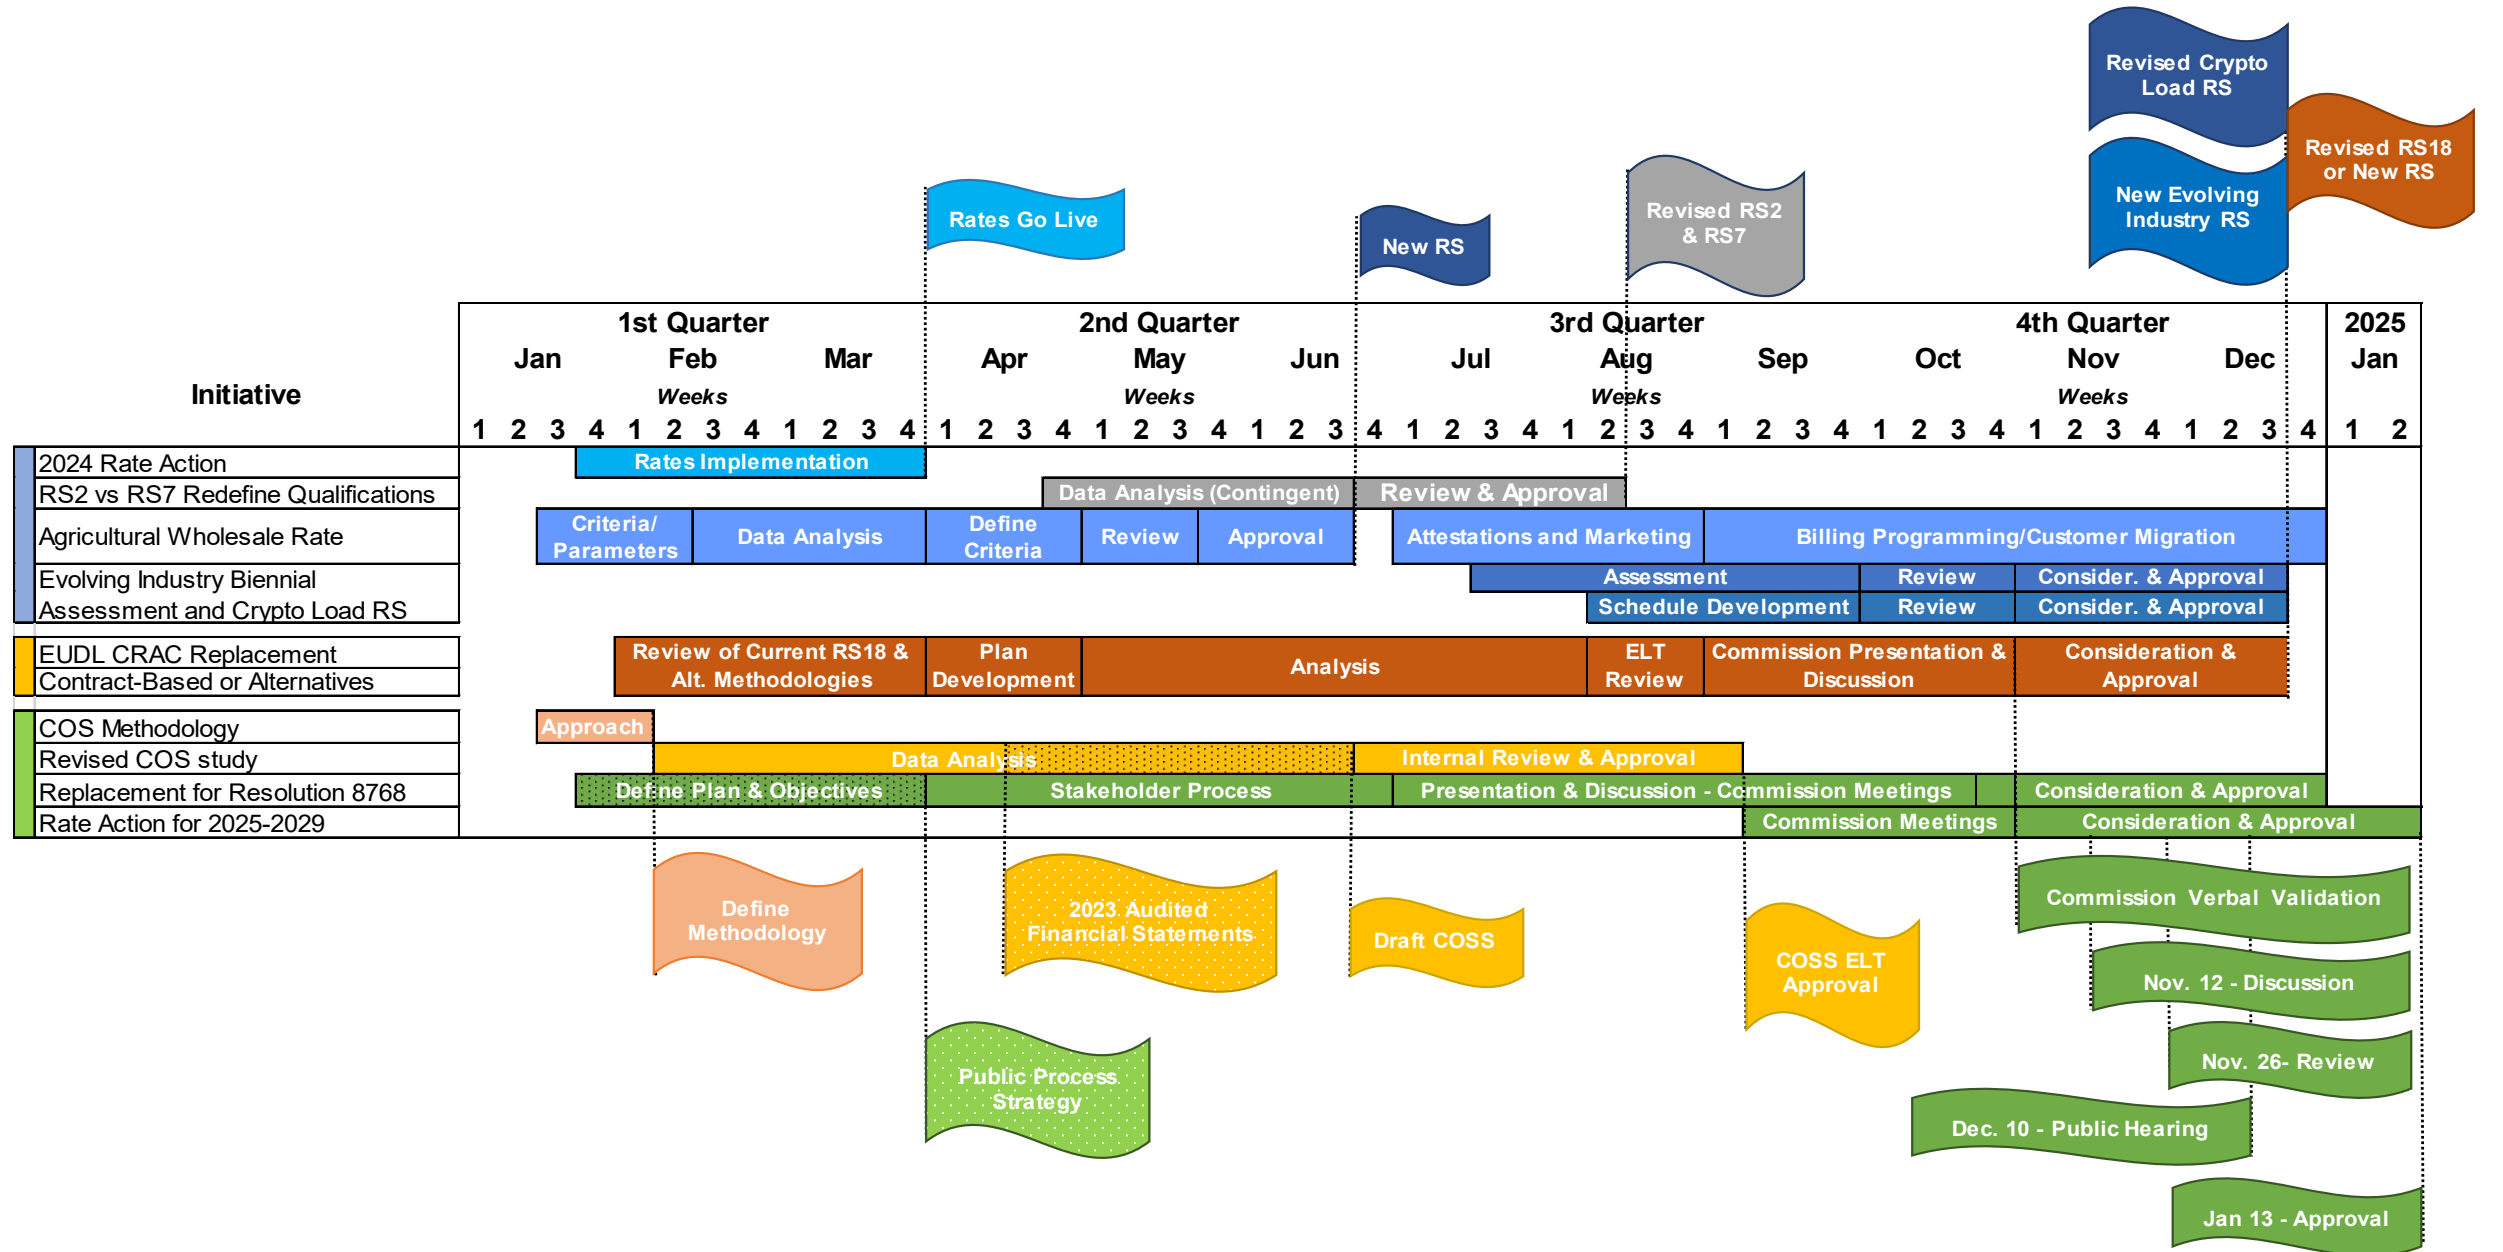 Revised Crypto
Load RS
Revised RS18
or New RS
New Evolving
Industry RS
Rates Go Live
New RS
Revised RS2
& RS7
1st Quarter 2nd Quarter 3rd Quarter 4th Quarter 2025
Jan Feb Mar Apr May Jun Jul Aug Sep Oct Nov Dec Jan
Initiative
Weeks Weeks Weeks Weeks
1 2 3 4 1 2 3 4 1 2 3 4 1 2 3 4 1 2 3 4 1 2 3 4 1 2 3 4 1 2 3 4 1 2 3 4 1 2 3 4 1 2 3 4 1 2 3 4 1 2
2024 Rate Action
Rates Implementation
RS2 vs RS7 Redefine Qualifications
Data Analysis (Contingent)
Review & Approval
Agricultural Wholesale Rate
Criteria/
Parameters
Data Analysis
Define
Criteria
Review
Approval
Attestations and Marketing
Billing Programming/Customer Migration
Evolving Industry Biennial
Assessment and Crypto Load RS
Assessment
Review
Consider. & Approval
Schedule Development
Review
Consider. & Approval
EUDL CRAC Replacement
Contract-Based or Alternatives
Review of Current RS18 &
Alt. Methodologies
Plan
Development
Analysis
ELT
Review
Commission Presentation &
Discussion
Consideration &
Approval
COS Methodology
Approach
Revised COS study
Data Analysis
Internal Review & Approval
Replacement for Resolution 8768
Define Plan & Objectives
Stakeholder Process
Presentation & Discussion - Commission Meetings
Consideration & Approval
Rate Action for 2025-2029
Commission Meetings
Consideration & Approval
Define
Methodology
2023 Audited
Financial Statements
Draft COSS
COSS ELT
Approval
Commission Verbal Validation
Nov. 12 - Discussion
Nov. 26- Review
Public Process
Strategy
Dec. 10 - Public Hearing
Jan 13 - Approval